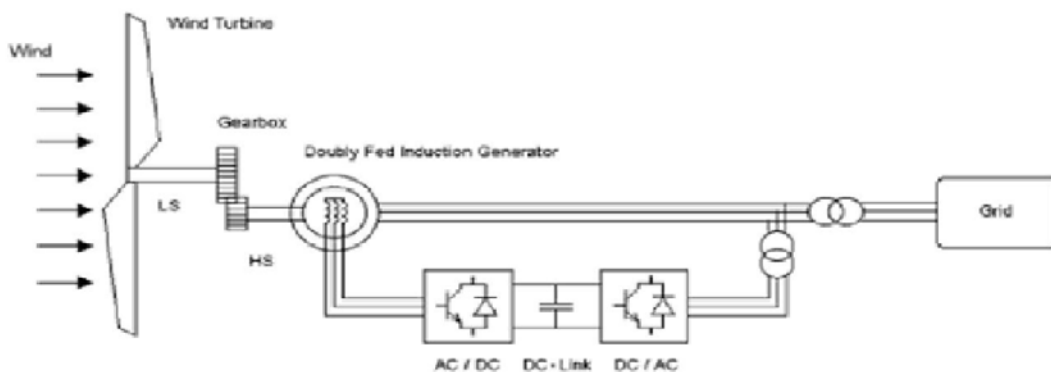 Wind Turbine
Wind
Gearbox
Doubly Fed Induction Generator
LS
Grid
HS
AC / DC
DC - Link
DC / AC